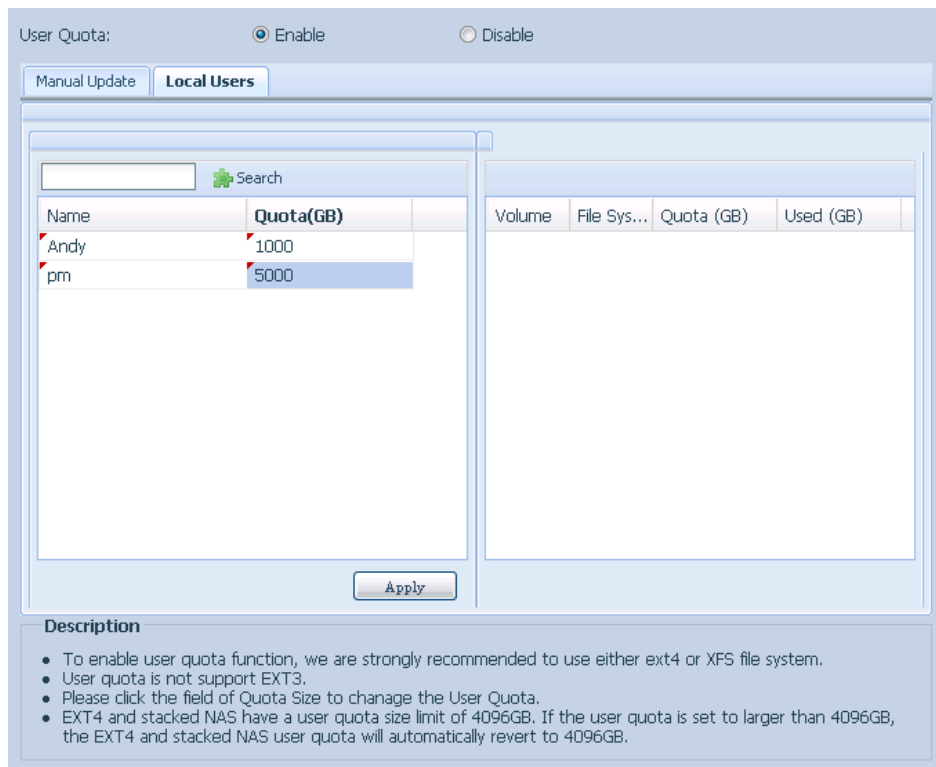 User Quota: Enable Disable
Manual Update Local Users
Search
Name Quota(GB)
Andy 1000
pm 5000
Volume File Sys... Quota (GB) Used (GB)
Apply
Description
• To enable user quota function, we are strongly recommended to use either ext4 or XFS file system.
• User quota is not support EXT3.
• Please click the field of Quota Size to chanage the User Quota.
• EXT4 and stacked NAS have a user quota size limit of 4096GB. If the user quota is set to larger than 4096GB,
the EXT4 and stacked NAS user quota will automatically revert to 4096GB.